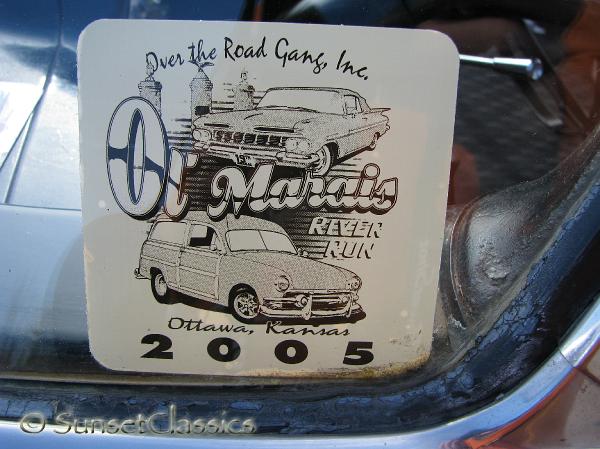 Over the Road Gang, Inc.
Ol' Marais
RIVER
RUN
Ottawa, Kansas
2005
© SunsetClassics